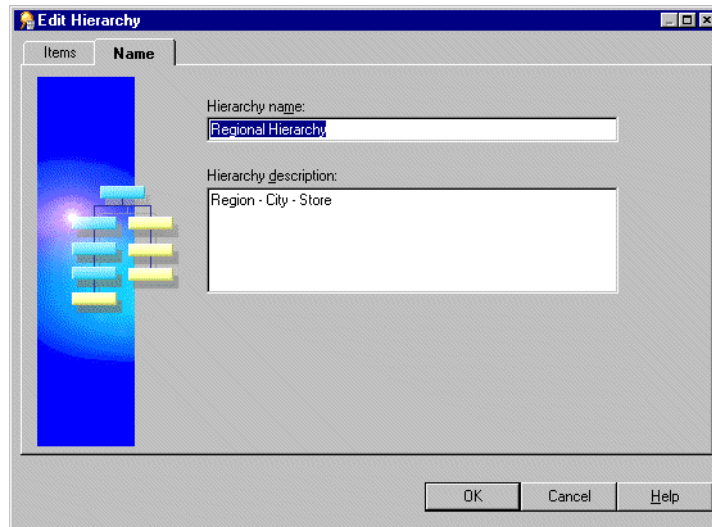 Edit Hierarchy
Items
Name
Hierarchy name:
Regional Hierarchy
Hierarchy description:
Region - City - Store
OK
Cancel
Help